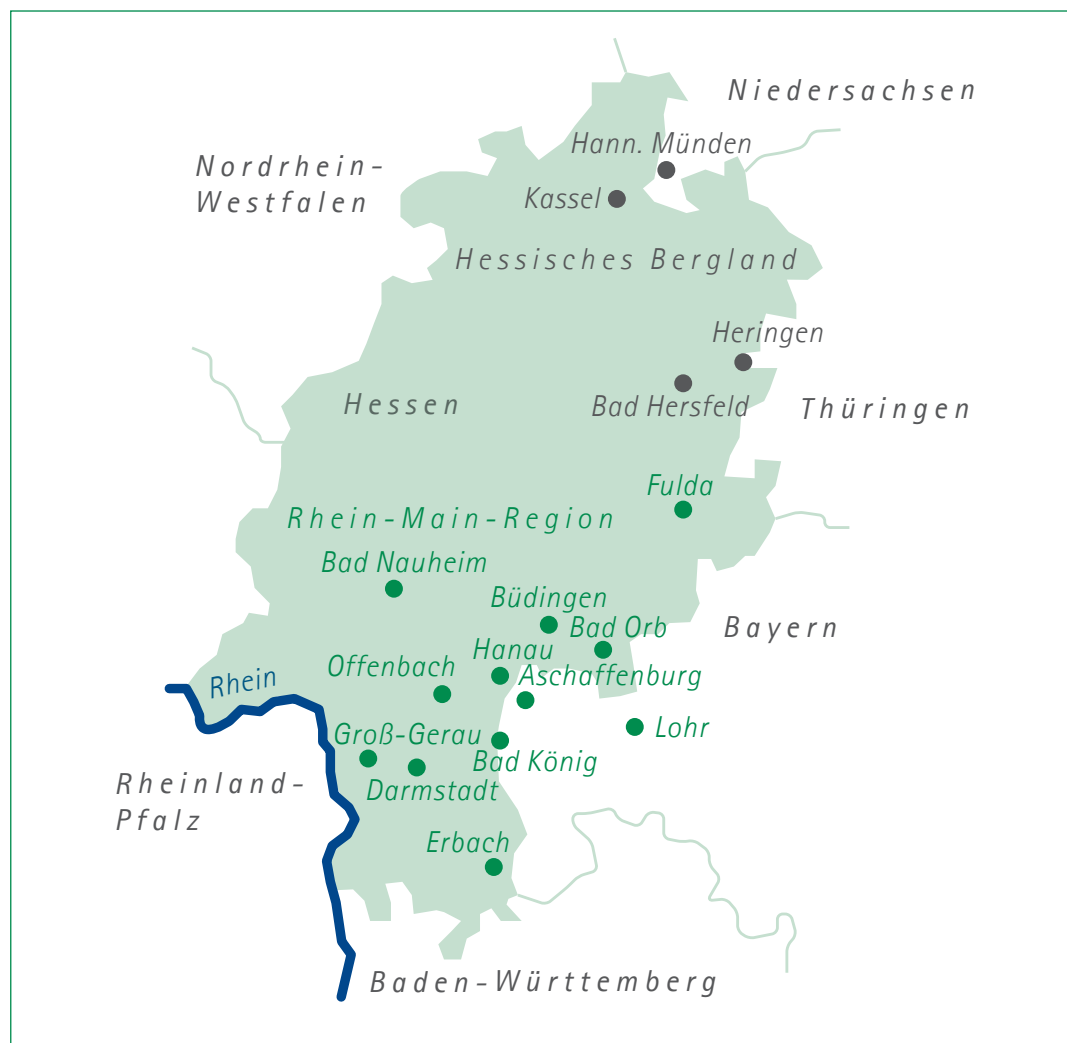 Niedersachsen
Hann. Münden
Nordrhein-
Westfalen
Kassel
Hessisches Bergland
Heringen
Hessen
Bad Hersfeld
Thüringen
Fulda
Rhein-Main-Region
Bad Nauheim
Büdingen
Bad Orb
Bayern
Hanau
Offenbach
Aschaffenburg
Rhein
Lohr
Groß-Gerau
Bad König
Rheinland-
Pfalz
Darmstadt
Erbach
Baden-Württemberg